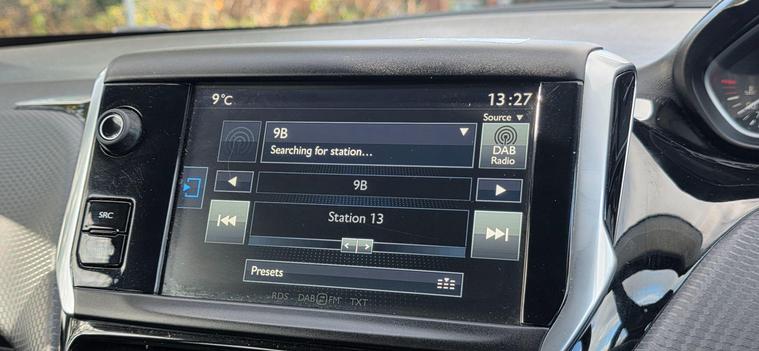 9°C
13:27
Source ▼
9B
Searching for station...
DAB
Radio
9B
SRC
Station 13
Presets
RDS DAB FM TXT